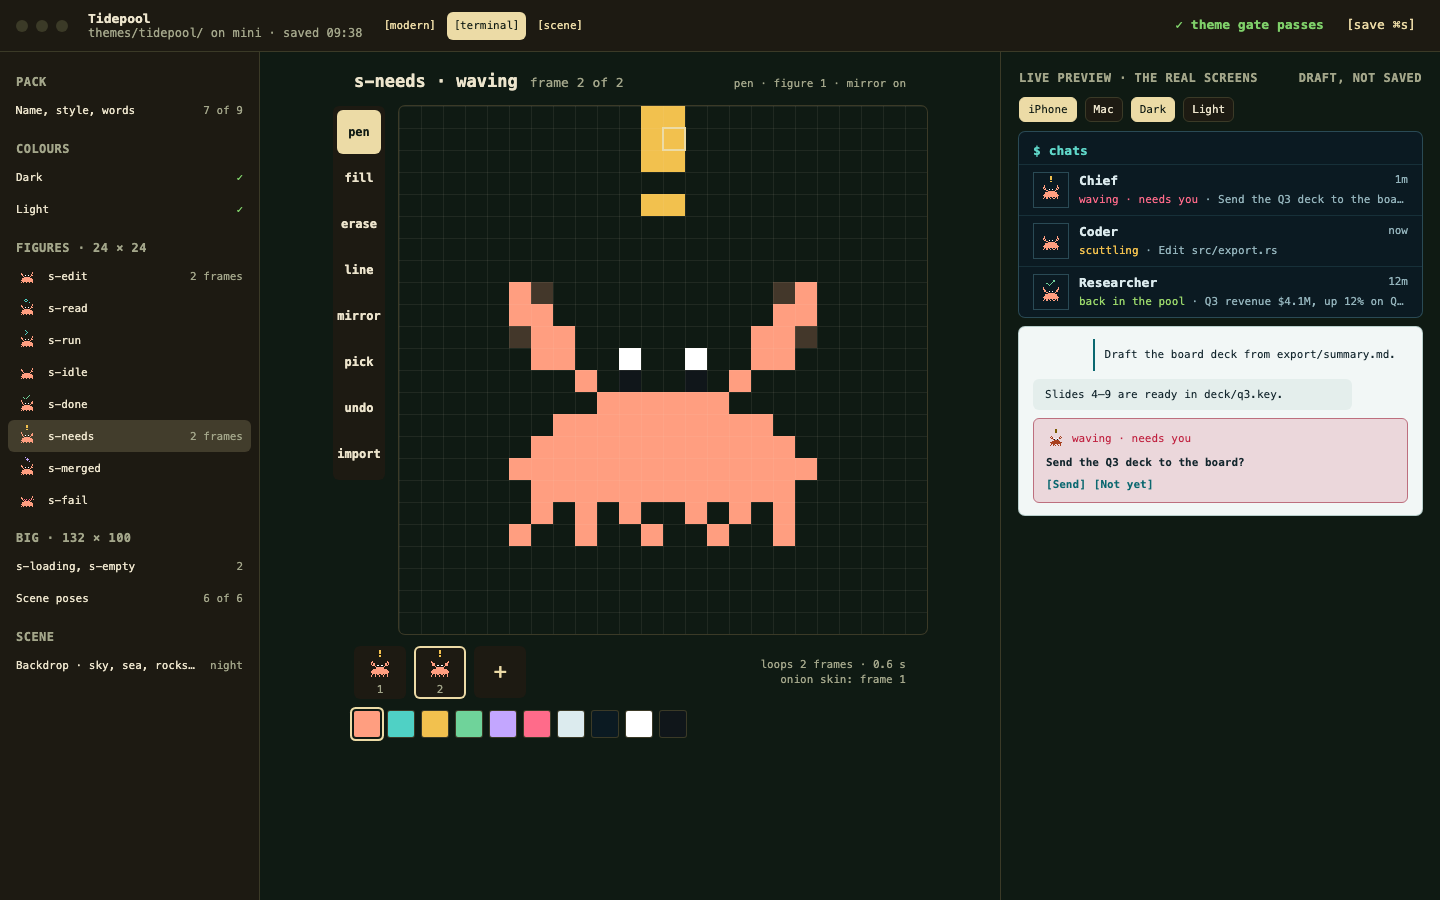 Tidepool
themes/tidepool/ on mini · saved 09:38
[modern] [terminal] [scene]
✓ theme gate passes
[save ⌘s]
PACK
Name, style, words 7 of 9
COLOURS
Dark ✓
Light ✓
FIGURES · 24 × 24
s-edit 2 frames
s-read
s-run
s-idle
s-done
s-needs 2 frames
s-merged
s-fail
BIG · 132 × 100
s-loading, s-empty 2
Scene poses 6 of 6
SCENE
Backdrop · sky, sea, rocks… night
s-needs · waving frame 2 of 2
pen · figure 1 · mirror on
pen
fill
erase
line
mirror
pick
undo
import
1
2
+
loops 2 frames · 0.6 s
onion skin: frame 1
LIVE PREVIEW · THE REAL SCREENS DRAFT, NOT SAVED
iPhone Mac Dark Light
$ chats
Chief 1m
waving · needs you · Send the Q3 deck to the boa…
Coder now
scuttling · Edit src/export.rs
Researcher 12m
back in the pool · Q3 revenue $4.1M, up 12% on Q…
Draft the board deck from export/summary.md.
Slides 4–9 are ready in deck/q3.key.
waving · needs you
Send the Q3 deck to the board?
[Send] [Not yet]